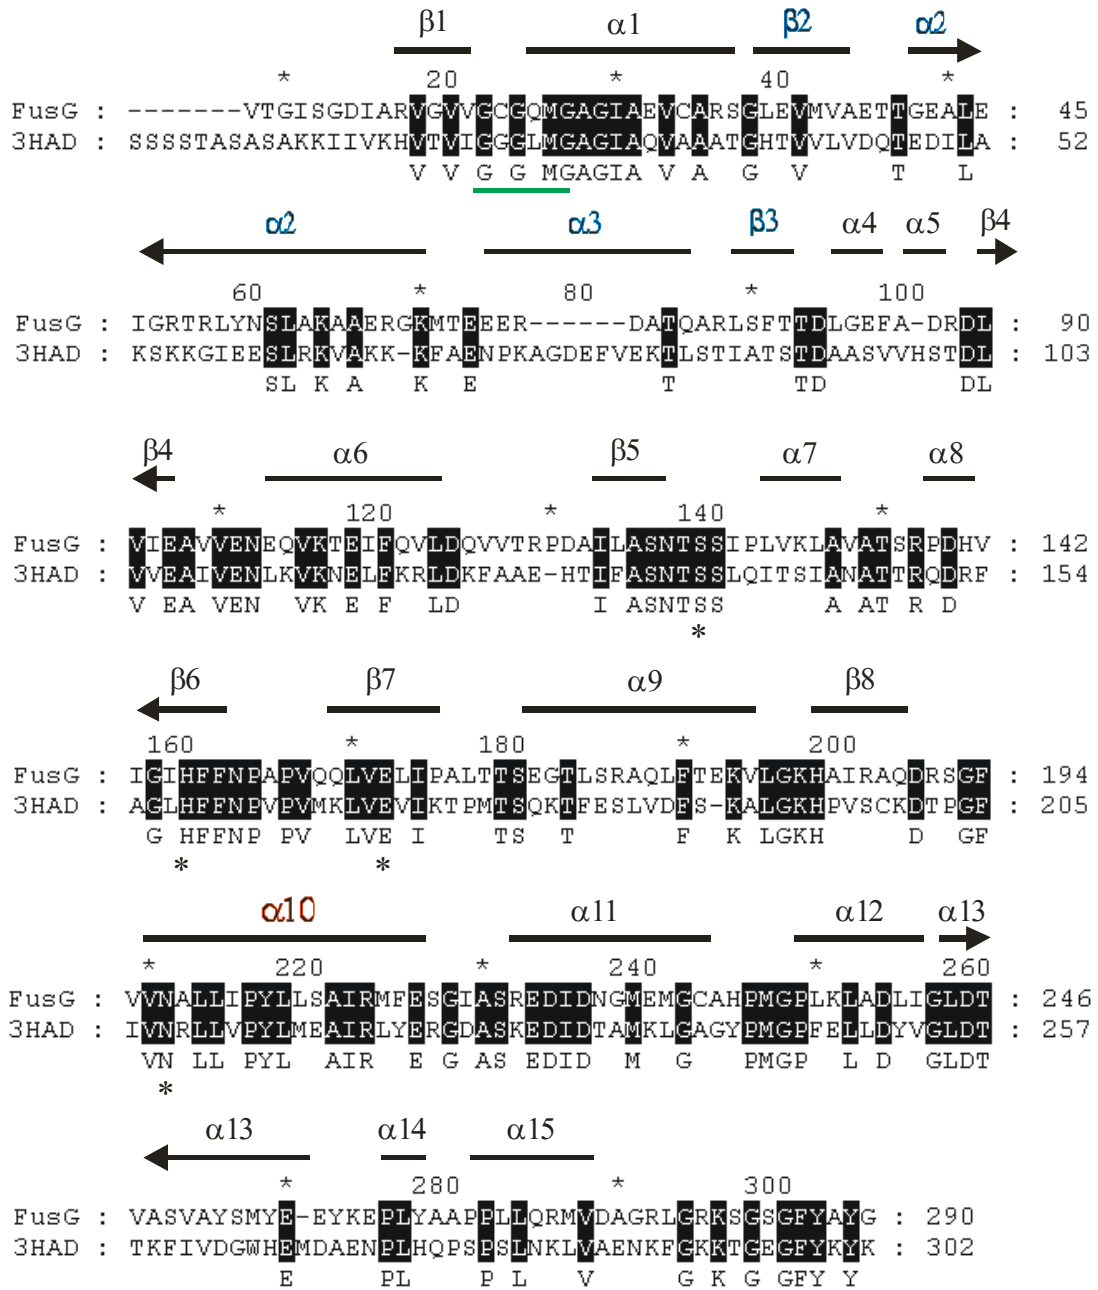 β1 α1 β2 α2
* 20 * 40 *
FusG : -------VTGISGDIARVGVVGCGQMGAGIAEVCARSGLEVMVAETTGEALE : 45
3HAD : SSSSTASASAKKIIVKHVTVIGGGLMGAGIAQVAAATGHTVVLVDQTEDILA : 52
V V G G MGAGIA V A G V T L
α2 α3 β3 α4 α5 β4
60 * 80 * 100
FusG : IGRTRLYNSLAKAAERGKMTEEER------DATQARLSFTTDLGEFA-DRDL : 90
3HAD : KSKKGIEESLRKVAKK-KFAENPKAGDEFVEKTLSTIATSTDAASVVHSTDL : 103
SL K A K E T TD DL
β4 α6 β5 α7 α8
* 120 * 140 *
FusG : VIEAVVENEQVKTEIFQVLDQVVTRPDAILASNTSSIPLVKLAVATSRPDHV : 142
3HAD : VVEAIVENLKVKNELFKRLDKFAAE-HTIFASNTSSLQITSIANATTRQDRF : 154
V EA VEN VK E F LD I ASNTSS A AT R D
*
β6 β7 α9 β8
160 * 180 * 200
FusG : IGIHFFNPAPVQQLVELIPALTTSEGTLSRAQLFTEKVLGKHAIRAQDRSGF : 194
3HAD : AGLHFFNPVPVMKLVEVIKTPMTSQKTFESLVDFS-KALGKHPVSCKDTPGF : 205
G HFFNP PV LVE I TS T F K LGKH D GF
* *
α10 α11 α12 α13
* 220 * 240 * 260
FusG : VVNALLIPYLLSAIRMFESGIASREDIDNGMEMGCAHPMGPLKLADLIGLDT : 246
3HAD : IVNRLLVPYLMEAIRLYERGDASKEDIDTAMKLGAGYPMGPFELLDYVGLDT : 257
VN LL PYL AIR E G AS EDID M G PMGP L D GLDT
*
α13 α14 α15
* 280 * 300
FusG : VASVAYSMYE-EYKEPLYAAPPLLQRMVDAGRLGRKSGSGFYAYG : 290
3HAD : TKFIVDGWHEMDAENPLHQPSPSLNKLVAENKFGKKTGEGFYKYK : 302
E PL P L V G K G GFY Y